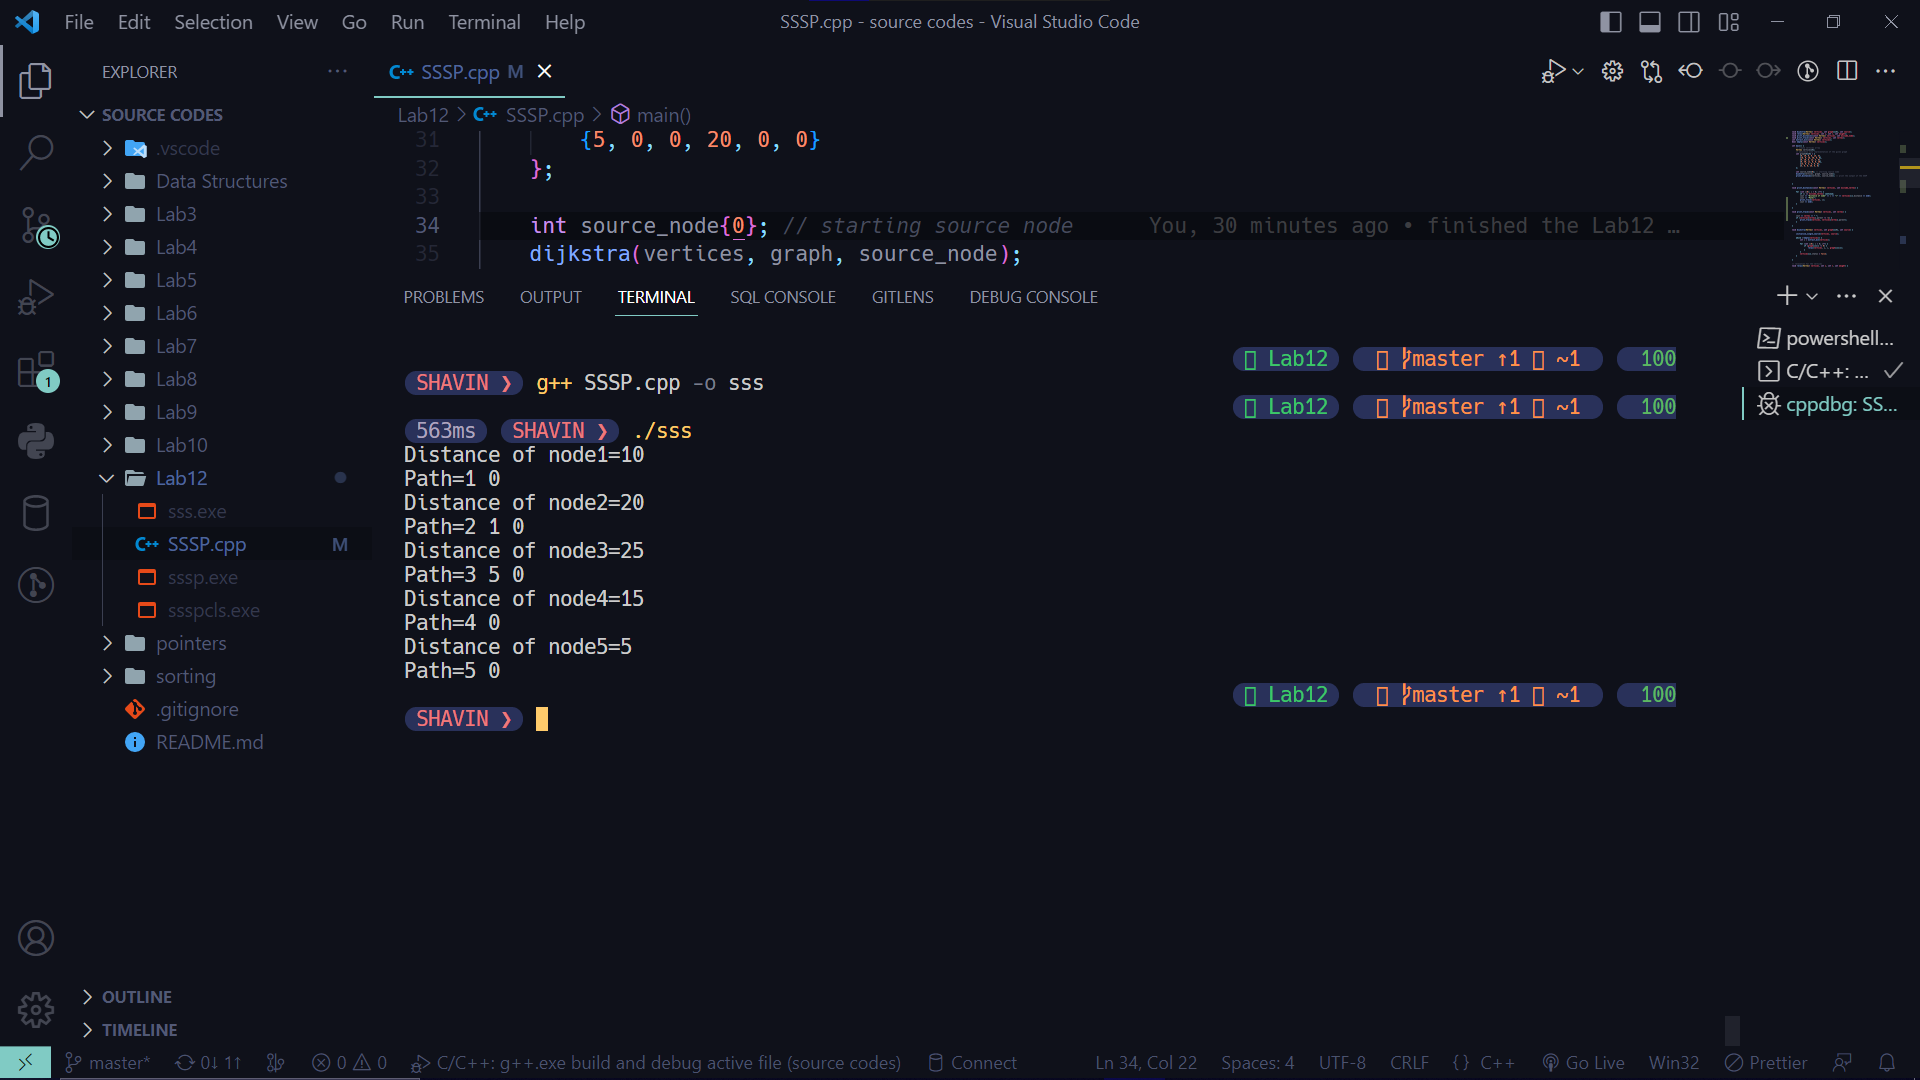 File Edit Selection View Go Run Terminal Help
SSSP.cpp - source codes - Visual Studio Code
EXPLORER
SOURCE CODES
.vscode
Data Structures
Lab3
Lab4
Lab5
Lab6
Lab7
Lab8
Lab9
Lab10
Lab12
sss.exe
C++ SSSP.cpp M
sssp.exe
ssspcls.exe
pointers
sorting
.gitignore
README.md
OUTLINE
TIMELINE
1
C++ SSSP.cpp M
Lab12 > C++ SSSP.cpp > main()
31 {5, 0, 0, 20, 0, 0}
32 };
33
34 int source_node{0}; // starting source node You, 30 minutes ago • finished the Lab12 …
35 dijkstra(vertices, graph, source_node);
PROBLEMS OUTPUT TERMINAL SQL CONSOLE GITLENS DEBUG CONSOLE
Lab12 master ↑1 ~1 100
SHAVIN ❯ g++ SSSP.cpp -o sss
Lab12 master ↑1 ~1 100
563ms SHAVIN ❯ ./sss
Distance of node1=10
Path=1 0
Distance of node2=20
Path=2 1 0
Distance of node3=25
Path=3 5 0
Distance of node4=15
Path=4 0
Distance of node5=5
Path=5 0
Lab12 master ↑1 ~1 100
SHAVIN ❯
powershell...
C/C++: ...
cppdbg: SS...
master* 0↓ 1↑ 0 0 C/C++: g++.exe build and debug active file (source codes) Connect Ln 34, Col 22 Spaces: 4 UTF-8 CRLF {} C++ Go Live Win32 Prettier